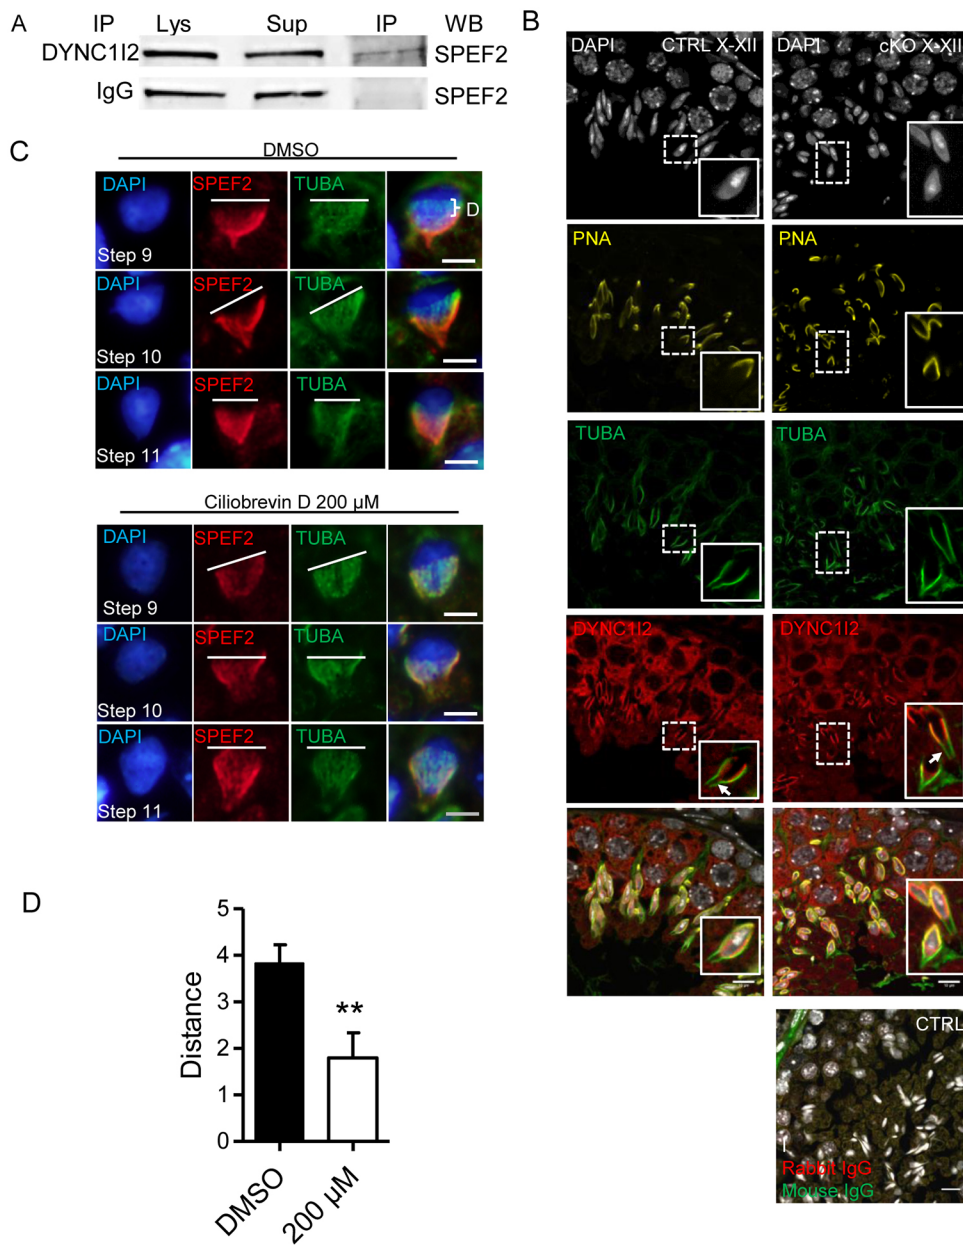 A IP Lys Sup IP WB
DYNC1I2 SPEF2
IgG SPEF2
B
DAPI CTRL X-XII DAPI cKO X-XII
PNA PNA
TUBA TUBA
DYNC1I2 DYNC1I2
CTRL
Rabbit IgG
Mouse IgG
C
DMSO
DAPI SPEF2 TUBA D
Step 9
DAPI SPEF2 TUBA
Step 10
DAPI SPEF2 TUBA
Step 11
Ciliobrevin D 200 µM
DAPI SPEF2 TUBA
Step 9
DAPI SPEF2 TUBA
Step 10
DAPI SPEF2 TUBA
Step 11
D
Distance
5
4
3
2
1
0
**
DMSO
200 µM